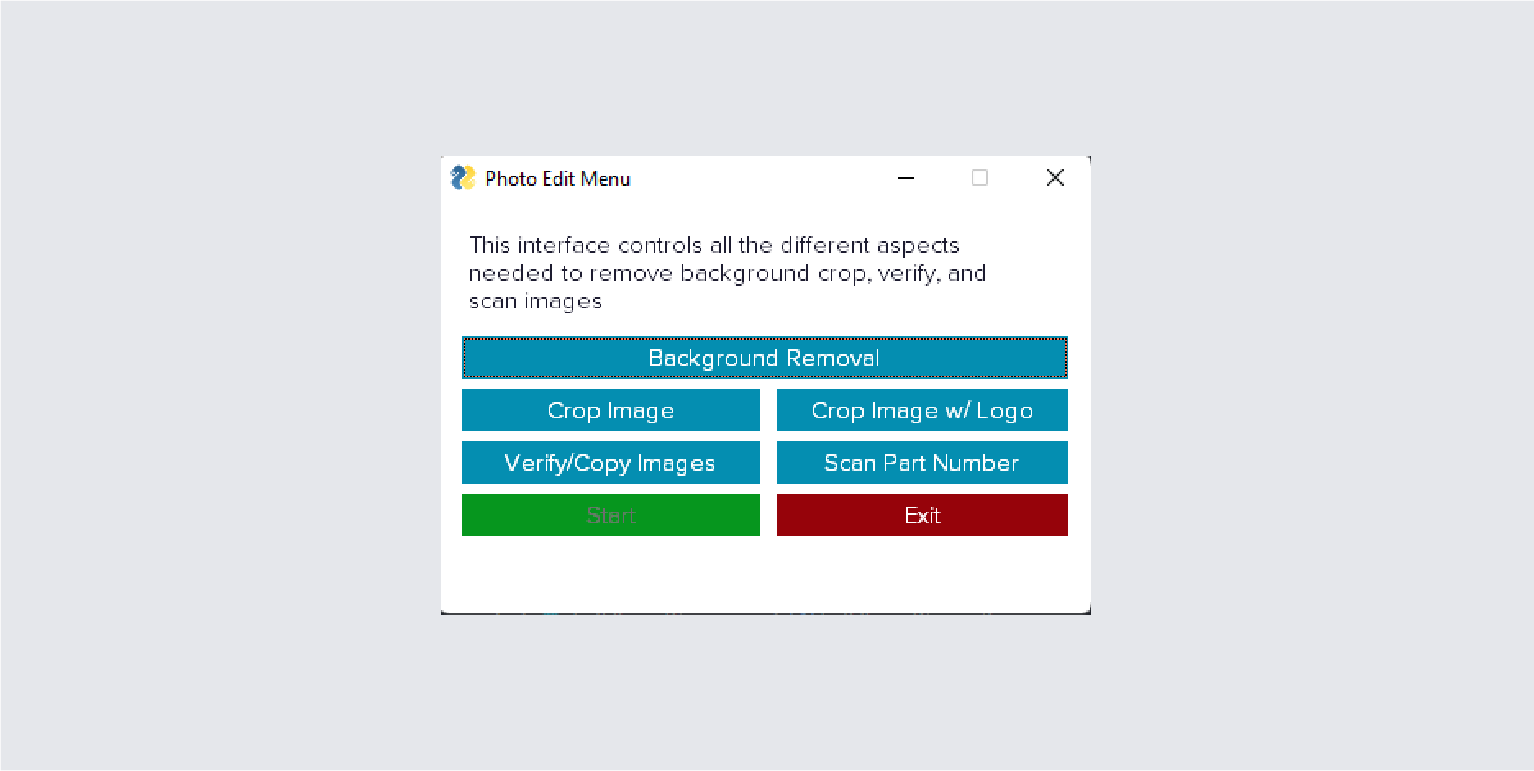 Photo Edit Menu
This interface controls all the different aspects
needed to remove background crop, verify, and
scan images
Background Removal
Crop Image
Crop Image w/ Logo
Verify/Copy Images
Scan Part Number
Start
Exit